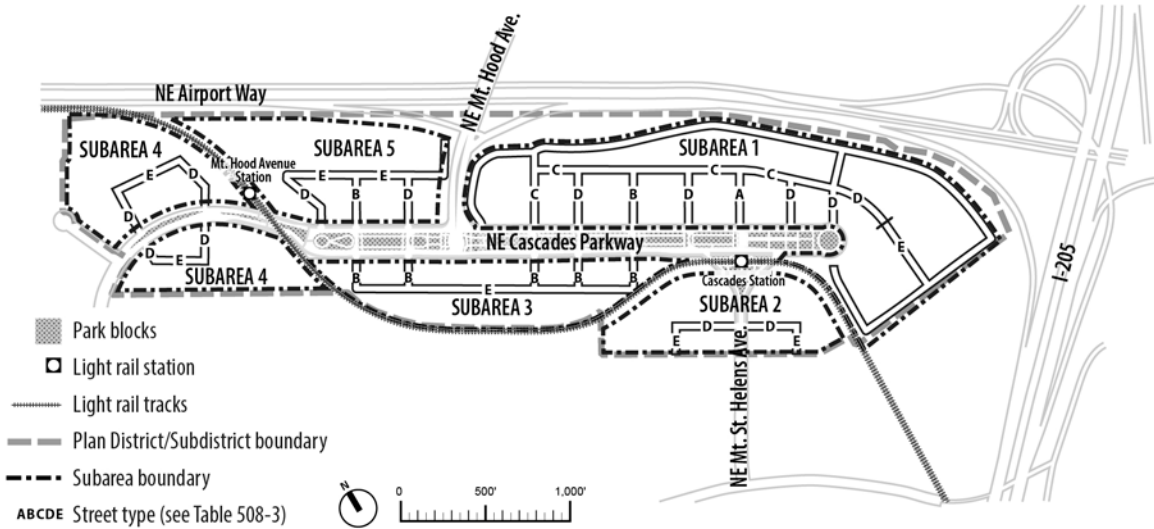 NE Mt. Hood Ave.
NE Airport Way
SUBAREA 4
SUBAREA 5
SUBAREA 1
Mt. Hood Avenue
Station
E
D
D
E
E
D
B
D
C
C
C
D
C
D
B
D
A
D
D
D
E
NE Cascades Parkway
D
D
E
SUBAREA 4
B
B
B
B
B
E
SUBAREA 3
Cascades Station
SUBAREA 2
D
D
E
E
NE Mt. St. Helens Ave.
I-205
Park blocks
Light rail station
Light rail tracks
Plan District/Subdistrict boundary
Subarea boundary
ABCDE Street type (see Table 508-3)
N
0 500' 1,000'